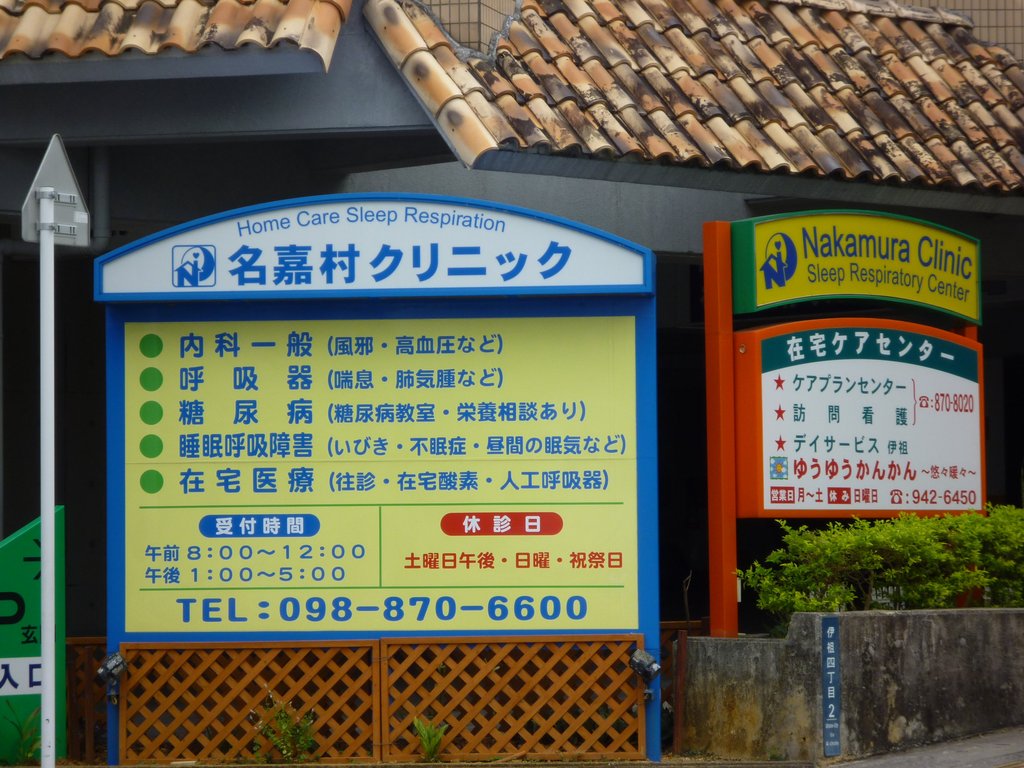 Home Care Sleep Respiration
名嘉村クリニック
内科一般 (風邪・高血圧など)
呼吸器 (喘息・肺気腫など)
糖尿病 (糖尿病教室・栄養相談あり)
睡眠呼吸障害 (いびき・不眠症・昼間の眠気など)
在宅医療 (往診・在宅酸素・人工呼吸器)
受付時間
午前 8:00～12:00
午後 1:00～5:00
休診日
土曜日午後・日曜・祝祭日
TEL:098-870-6600
Nakamura Clinic
Sleep Respiratory Center
在宅ケアセンター
★ ケアプランセンター
★ 訪問看護
☎:870-8020
★ デイサービス 伊祖
ゆうゆうかんかん ～悠々暖々～
営業日 月～土 休み 日曜日 ☎:942-6450
伊祖四丁目 2
P
玄
入口